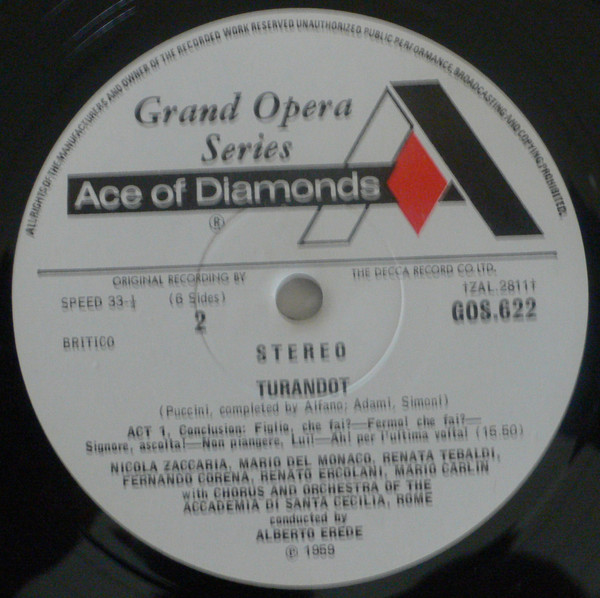 ALL RIGHTS OF THE MANUFACTURERS AND OWNER OF THE RECORDED WORK RESERVED UNAUTHORIZED PUBLIC PERFORMANCE, BROADCASTING AND COPYING PROHIBITED.
Grand Opera
Series
Ace of Diamonds
®
ORIGINAL RECORDING BY THE DECCA RECORD CO. LTD.
SPEED 33⅓ (6 Sides) 1ZAL.28111
2 GOS.622
BRITICO
STEREO
TURANDOT
(Puccini, completed by Alfano; Adami, Simoni)
ACT 1, Conclusion: Figlio, che fai?—Fermo! che fai?—
Signore, ascolta!—Non piangere, Luì!—Ah! per l'ultima volta! (15.50)
NICOLA ZACCARIA, MARIO DEL MONACO, RENATA TEBALDI,
FERNANDO CORENA, RENATO ERCOLANI, MARIO CARLIN
with CHORUS AND ORCHESTRA OF THE
ACCADEMIA DI SANTA CECILIA, ROME
conducted by
ALBERTO EREDE
℗ 1959